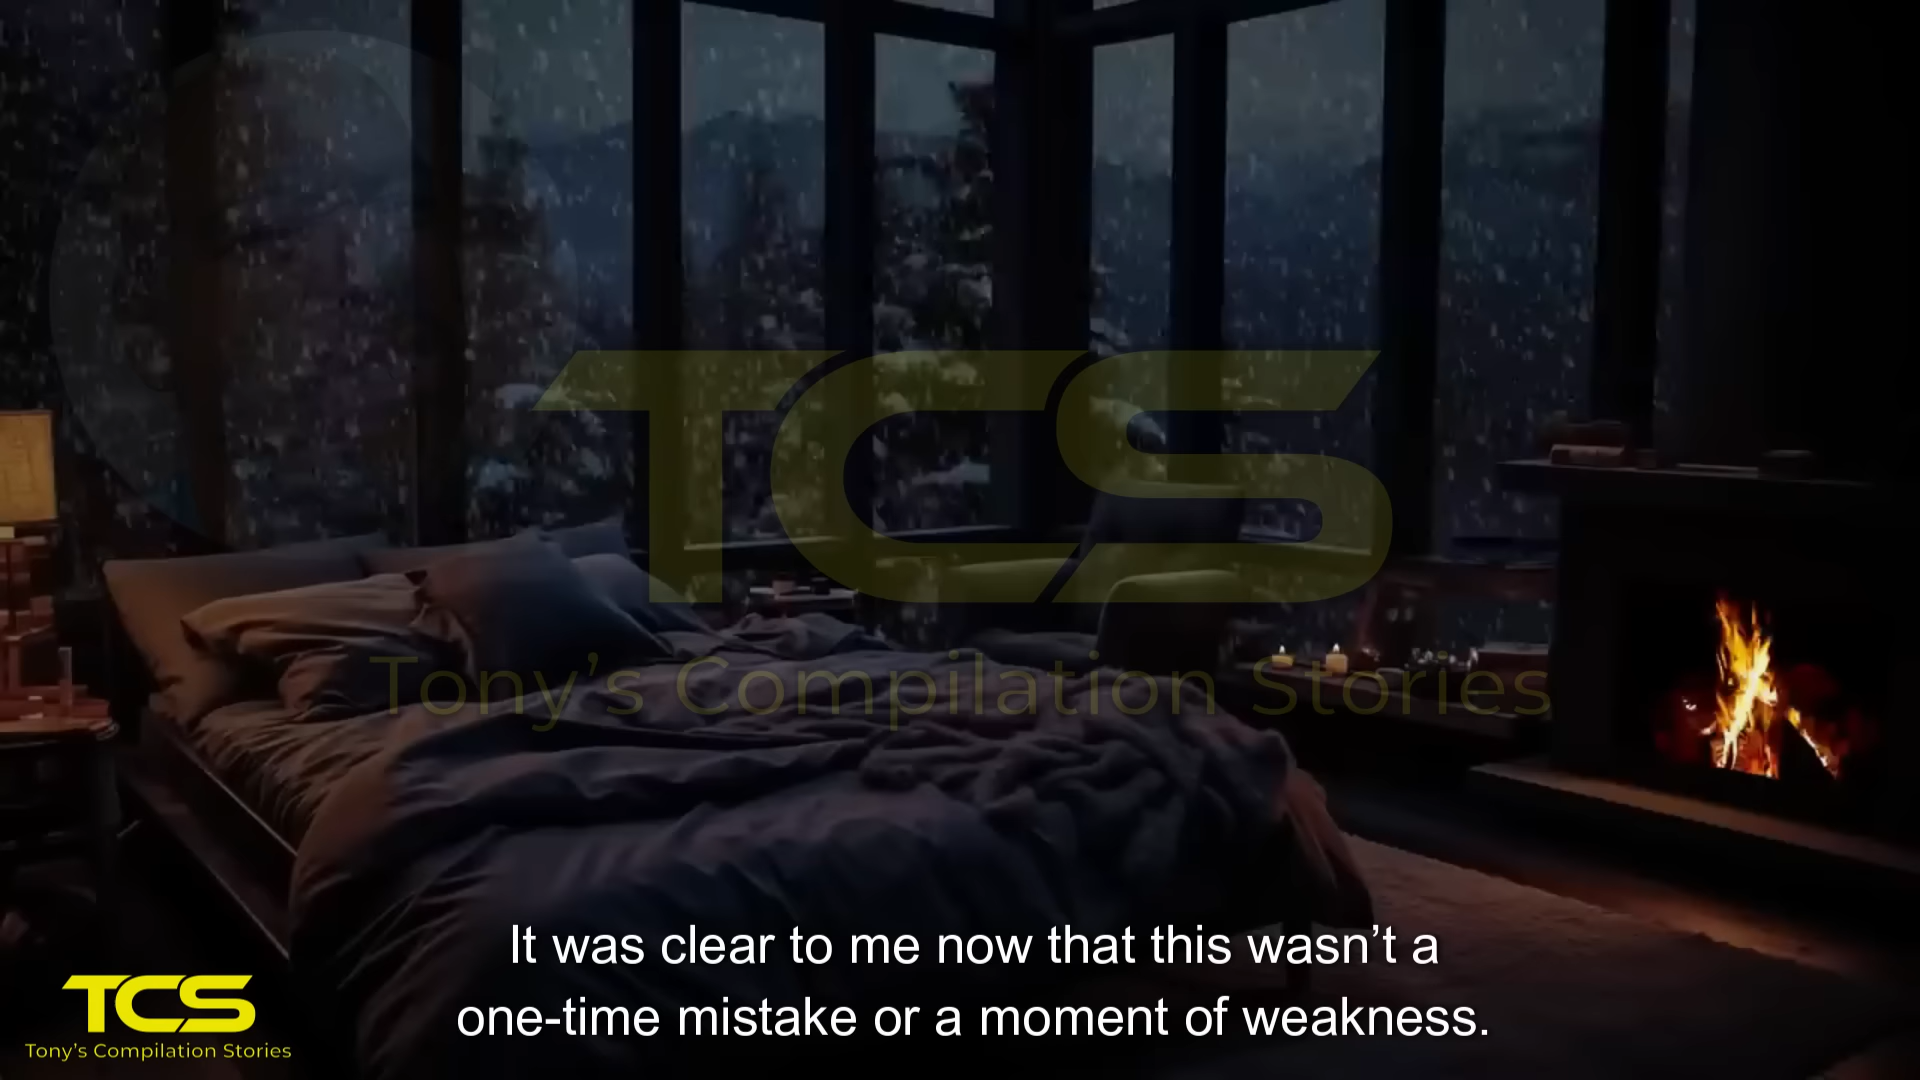 TCS
Tony’s Compilation Stories
It was clear to me now that this wasn’t a
one-time mistake or a moment of weakness.
TCS
Tony’s Compilation Stories